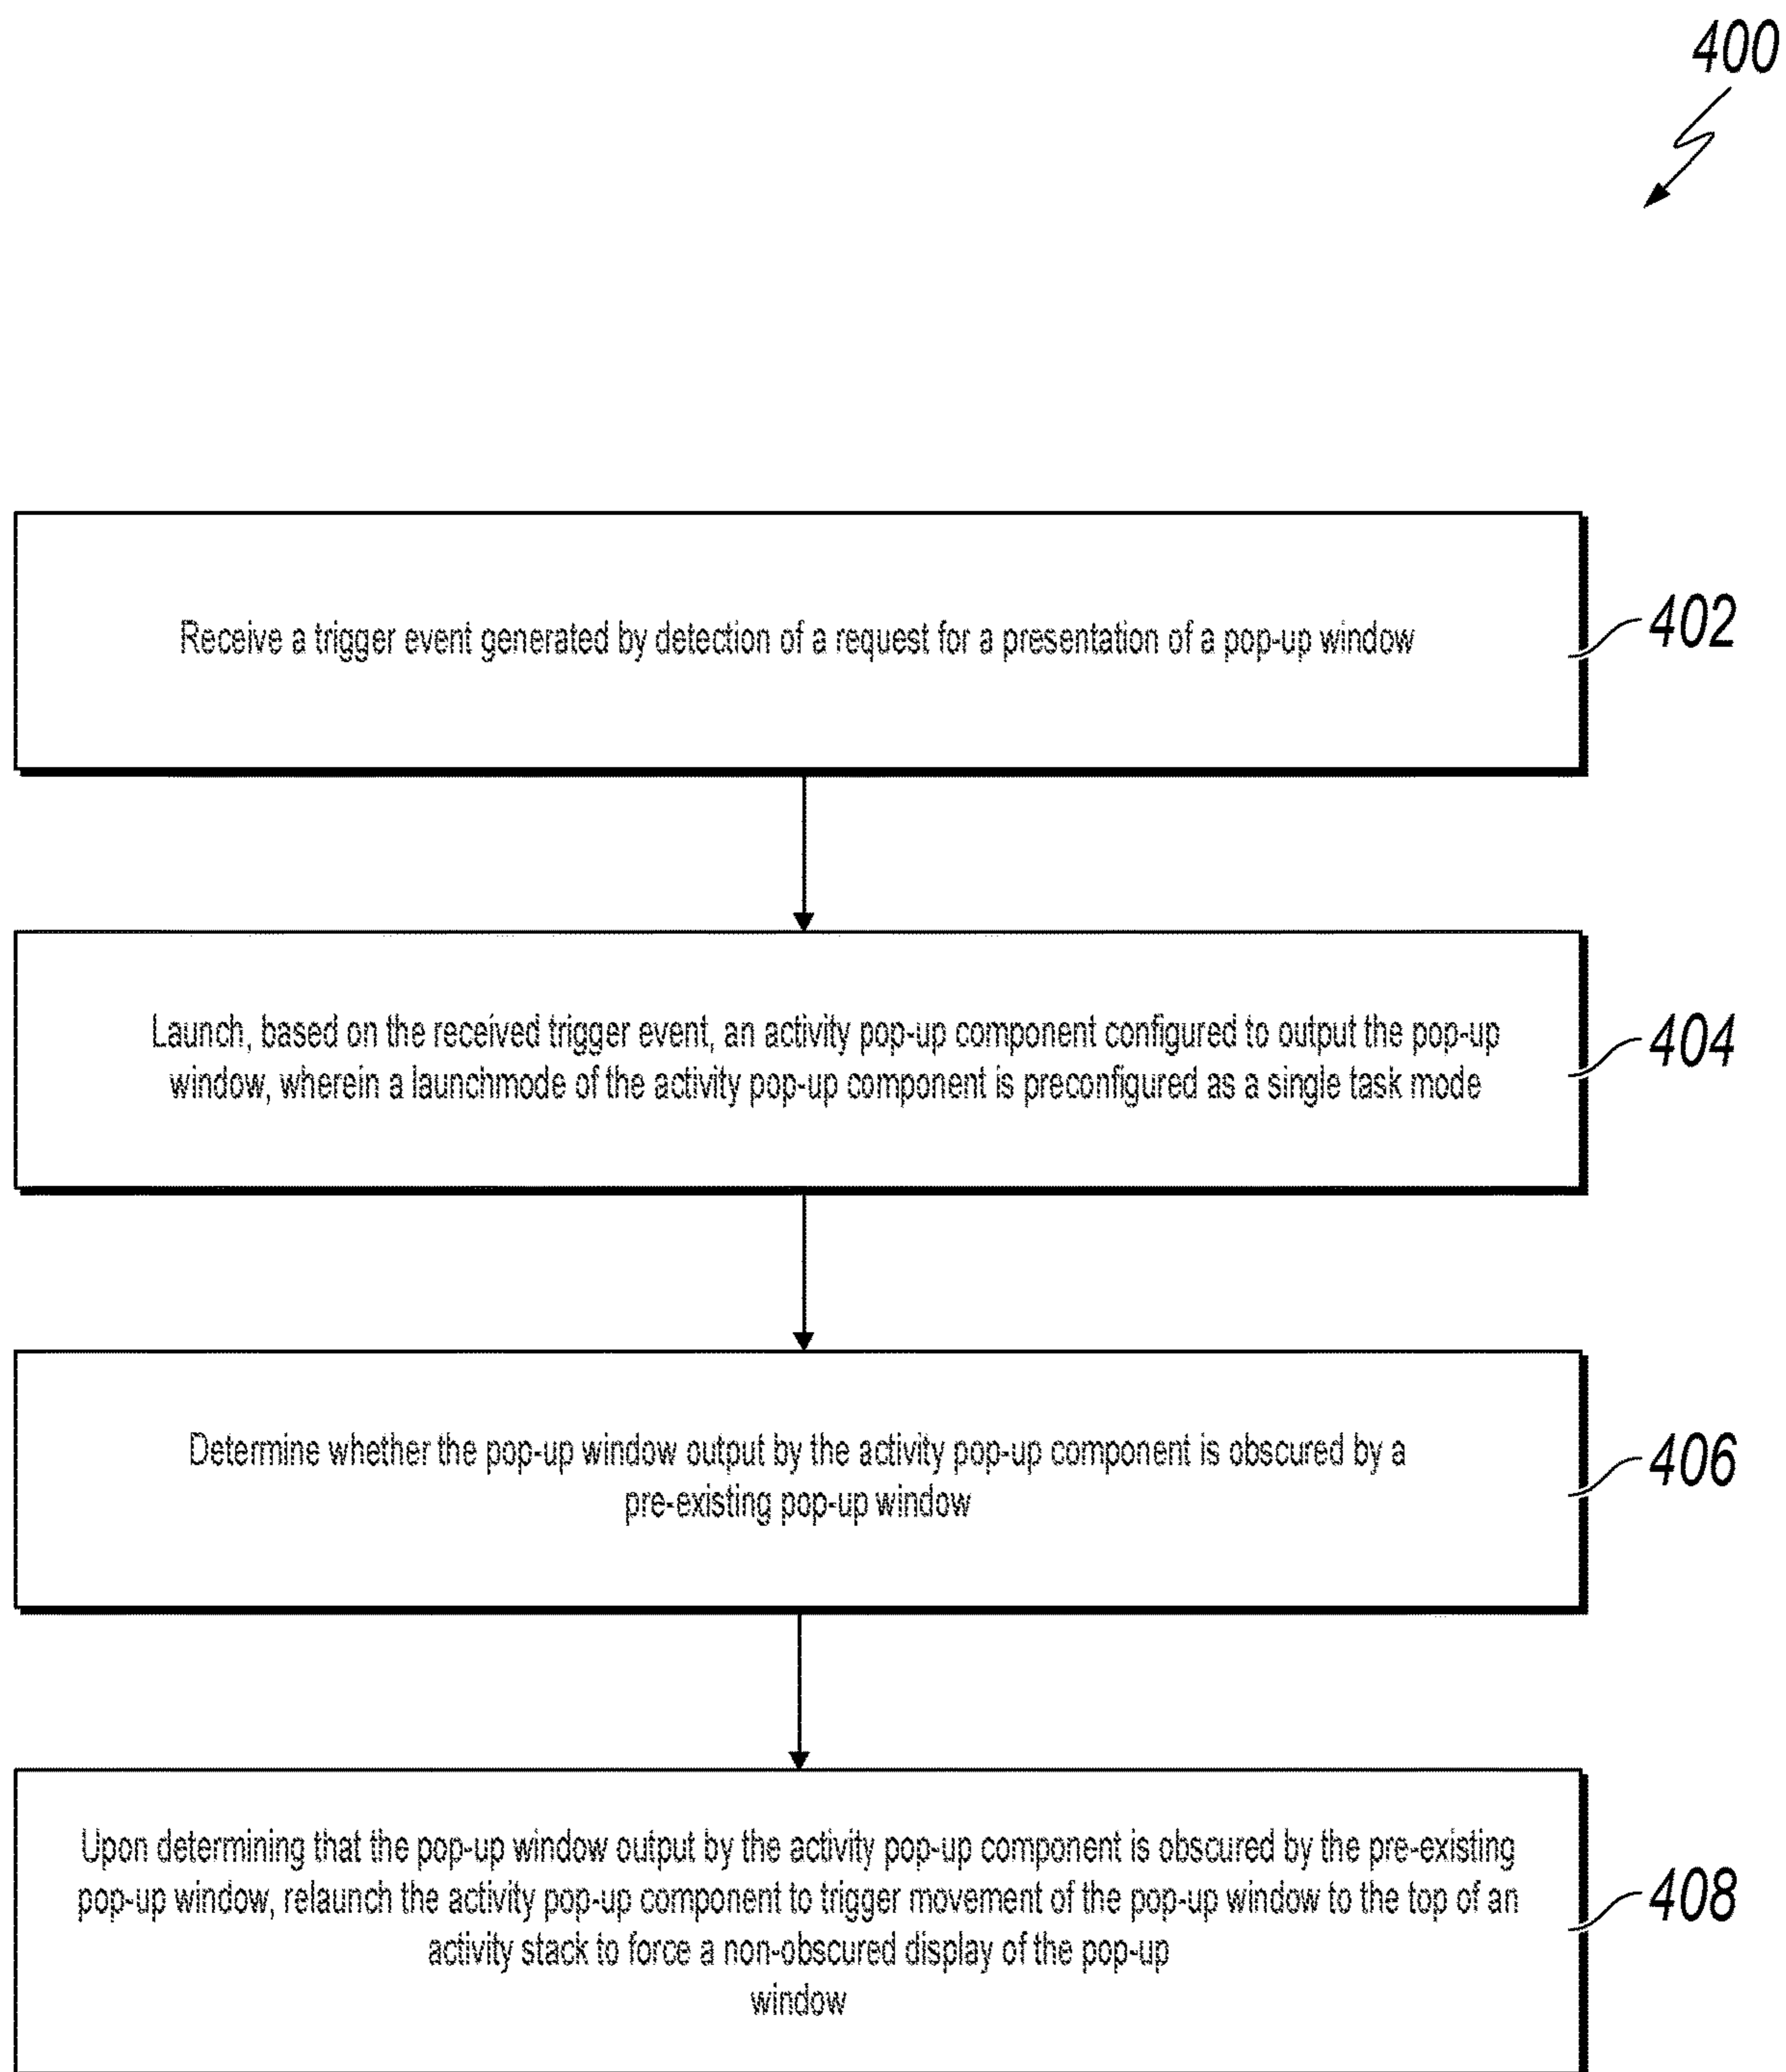 400
Receive a trigger event generated by detection of a request for a presentation of a pop-up window
402
Launch, based on the received trigger event, an activity pop-up component configured to output the pop-up
window, wherein a launchmode of the activity pop-up component is preconfigured as a single task mode
404
Determine whether the pop-up window output by the activity pop-up component is obscured by a
pre-existing pop-up window
406
Upon determining that the pop-up window output by the activity pop-up component is obscured by the pre-existing
pop-up window, relaunch the activity pop-up component to trigger movement of the pop-up window to the top of an
activity stack to force a non-obscured display of the pop-up
window
408